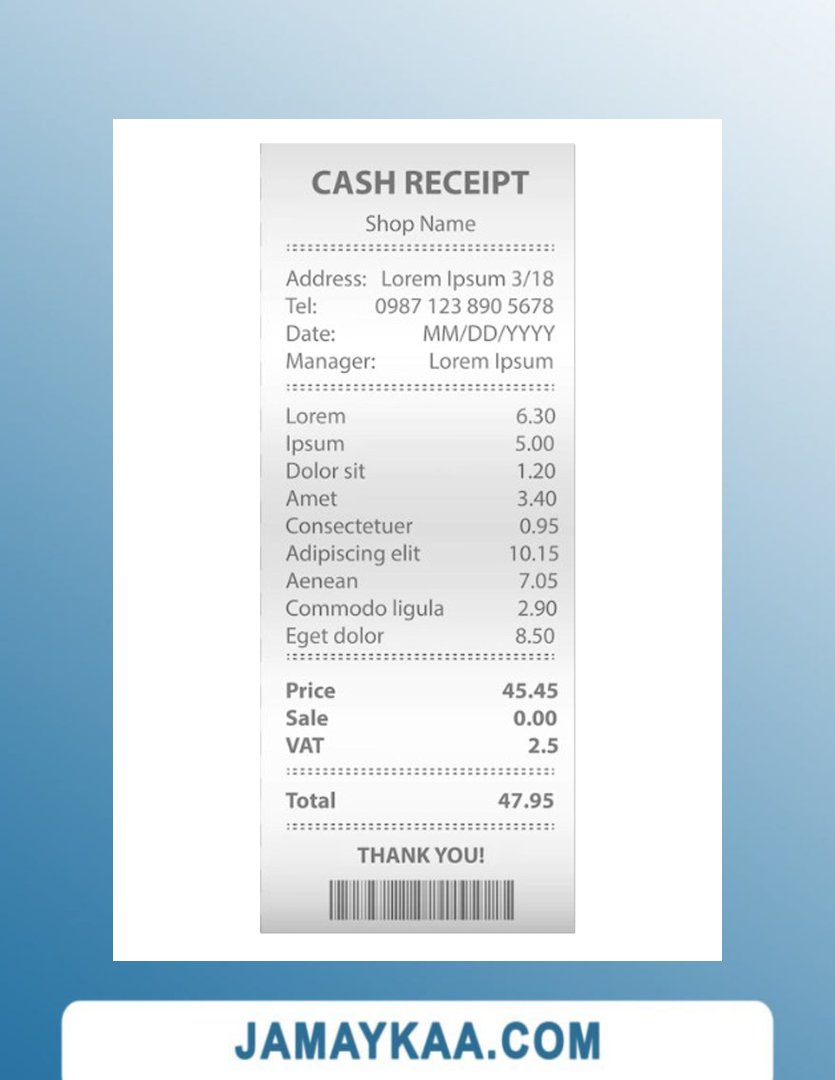 CASH RECEIPT
Shop Name
Address: Lorem Ipsum 3/18
Tel: 0987 123 890 5678
Date: MM/DD/YYYY
Manager: Lorem Ipsum
Lorem 6.30
Ipsum 5.00
Dolor sit 1.20
Amet 3.40
Consectetuer 0.95
Adipiscing elit 10.15
Aenean 7.05
Commodo ligula 2.90
Eget dolor 8.50
Price 45.45
Sale 0.00
VAT 2.5
Total 47.95
THANK YOU!
JAMAYKAA.COM